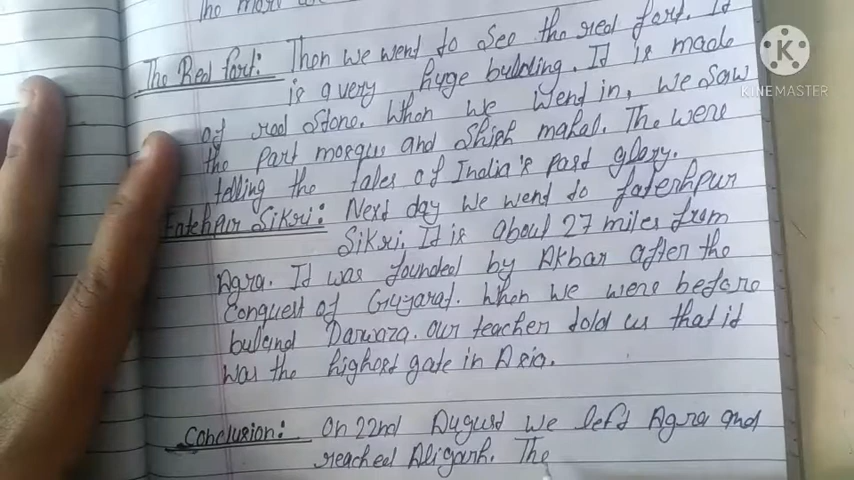 The
The Red fort: Then we went to see the red fort. It
is a very huge building. It is made
of red stone. When we went in, we saw
the part and Shish mahal. The were
telling the tales of India's past glory.
Fatehpur Sikri: Next day we went to fatehpur
Sikri. It is about 27 miles from
Agra. It was founded by Akbar after the
Conquest of Gujarat. When we were before
buland Darwaza. our teacher told us that it
was the highest gate in Asia.
Conclusion: On 22nd August we left Agra and
reached Aligarh. The
KINEMASTER